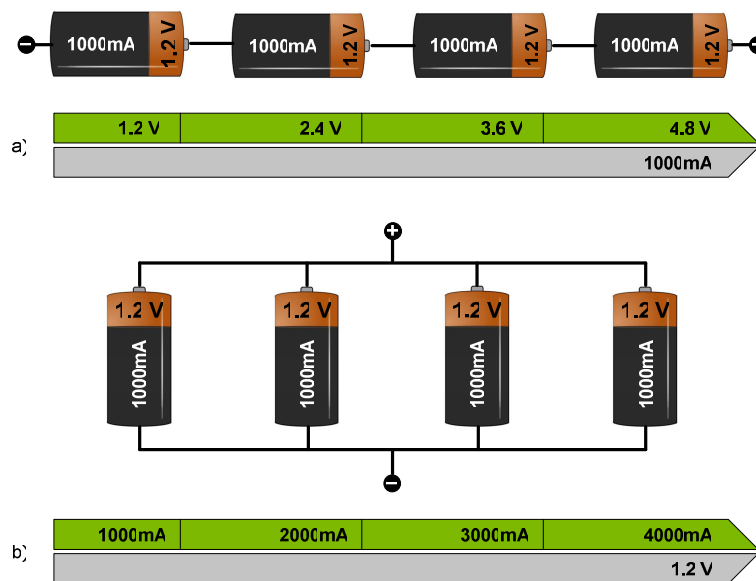 1000mA 1.2 V 1000mA 1.2 V 1000mA 1.2 V 1000mA 1.2 V
1.2 V 2.4 V 3.6 V 4.8 V
a)
1000mA
+
1.2 V 1.2 V 1.2 V 1.2 V
1000mA 1000mA 1000mA 1000mA
1000mA 2000mA 3000mA 4000mA
b)
1.2 V